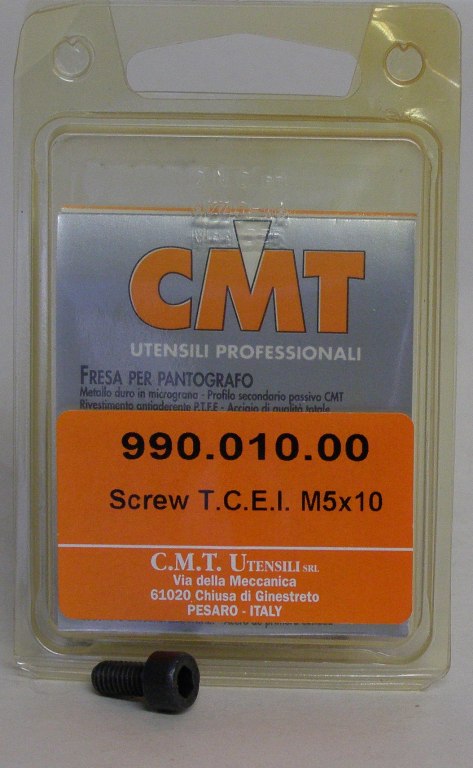 CMT
UTENSILI PROFESSIONALI
FRESA PER PANTOGRAFO
Metallo duro in micrograna - Profilo secondario passivo CMT
Rivestimento antiaderente P.T.F.E - Acciaio di qualità totale
990.010.00
Screw T.C.E.I. M5x10
C.M.T. UTENSILI SRL
Via della Meccanica
61020 Chiusa di Ginestreto
PESARO - ITALY